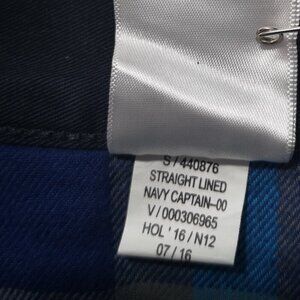 S/440876
STRAIGHT LINED
NAVY CAPTAIN-00
V/000306965
HOL ' 16/N12
07/16